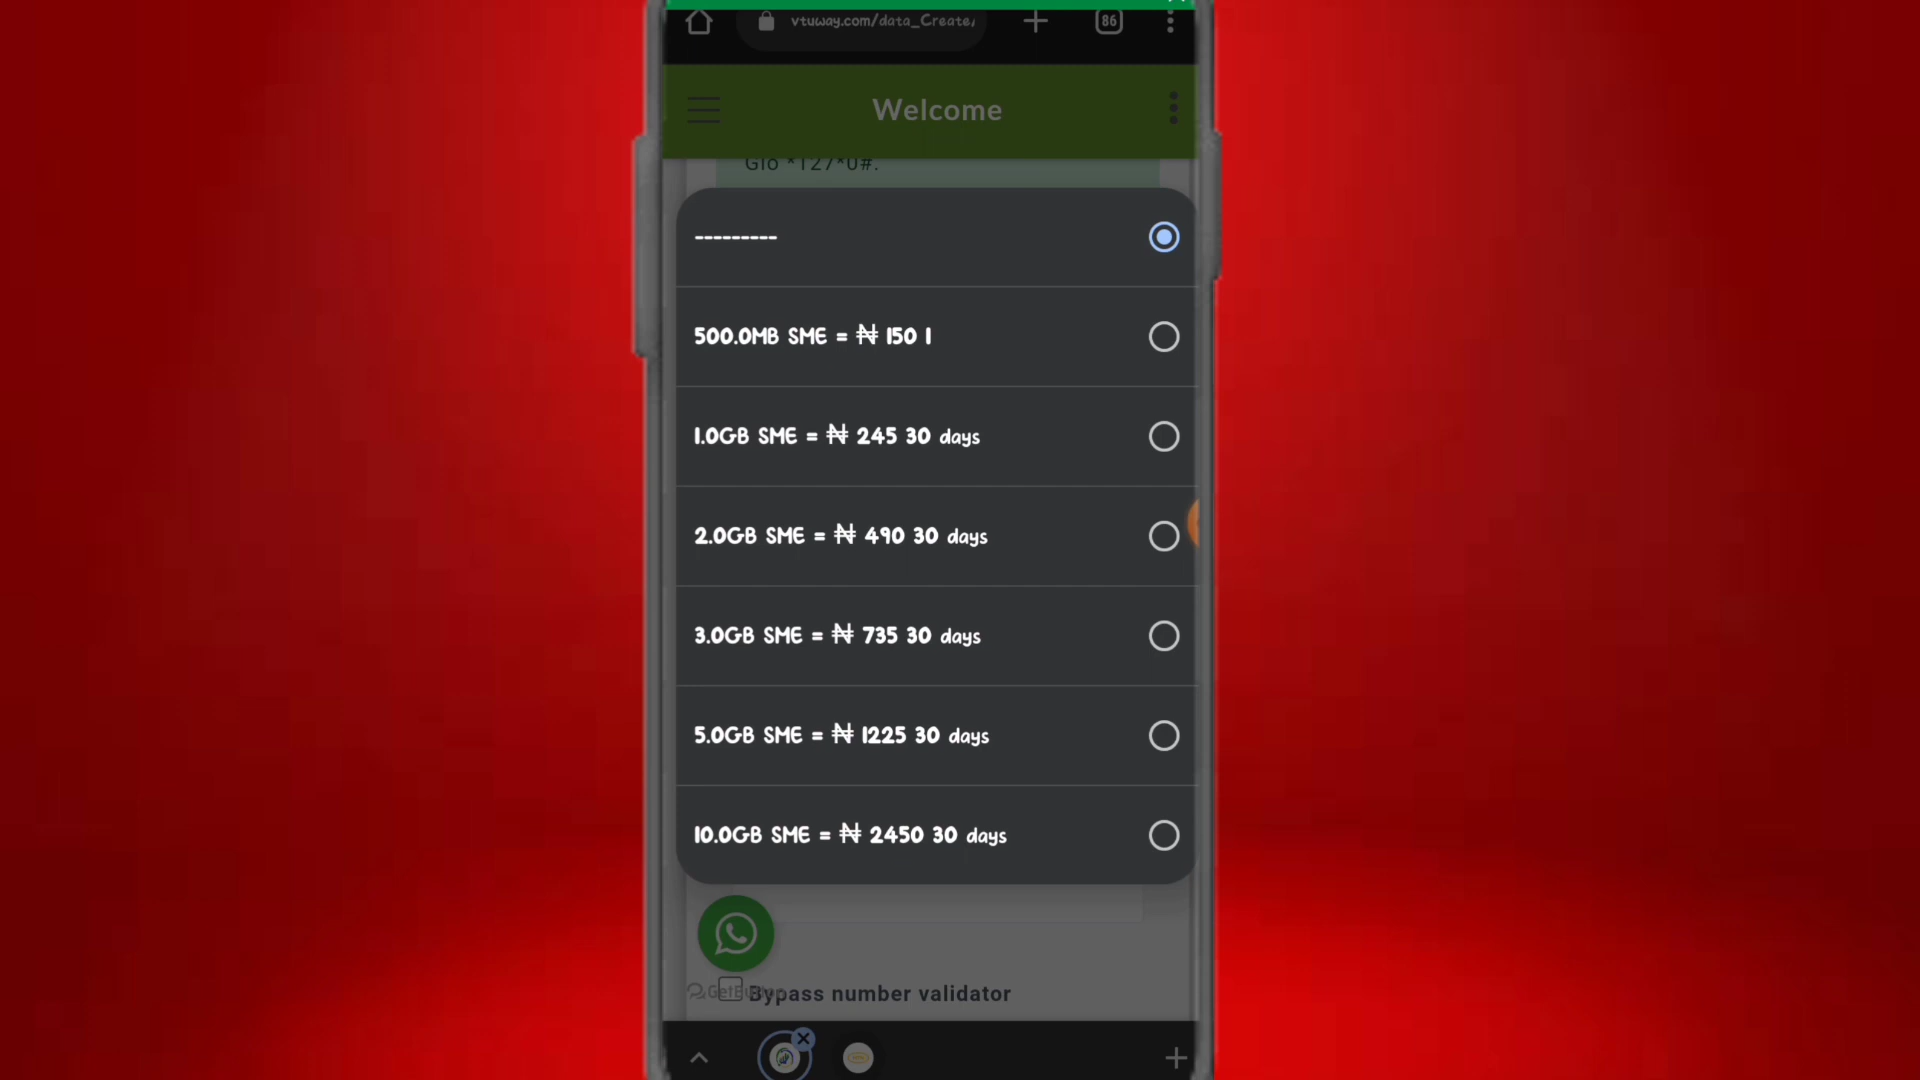 vtuway.com/data_Create/
86
Welcome
Glo *127*0#.
---------
500.0MB SME = ₦ 150 1
1.0GB SME = ₦ 245 30 days
2.0GB SME = ₦ 490 30 days
3.0GB SME = ₦ 735 30 days
5.0GB SME = ₦ 1225 30 days
10.0GB SME = ₦ 2450 30 days
GetButton
Bypass number validator